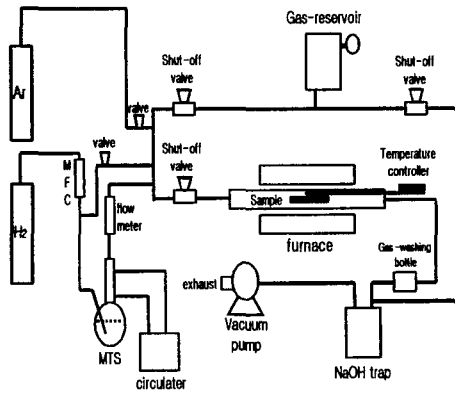 Gas-reservoir
Shut-off
valve
Shut-off
valve
Ar
valve
valve
Shut-off
valve
Temperature
controller
M
F
C
Sample
flow
meter
furnace
H₂
Gas-washing
bottle
exhaust
Vacuum
pump
MTS
circulater
NaOH trap